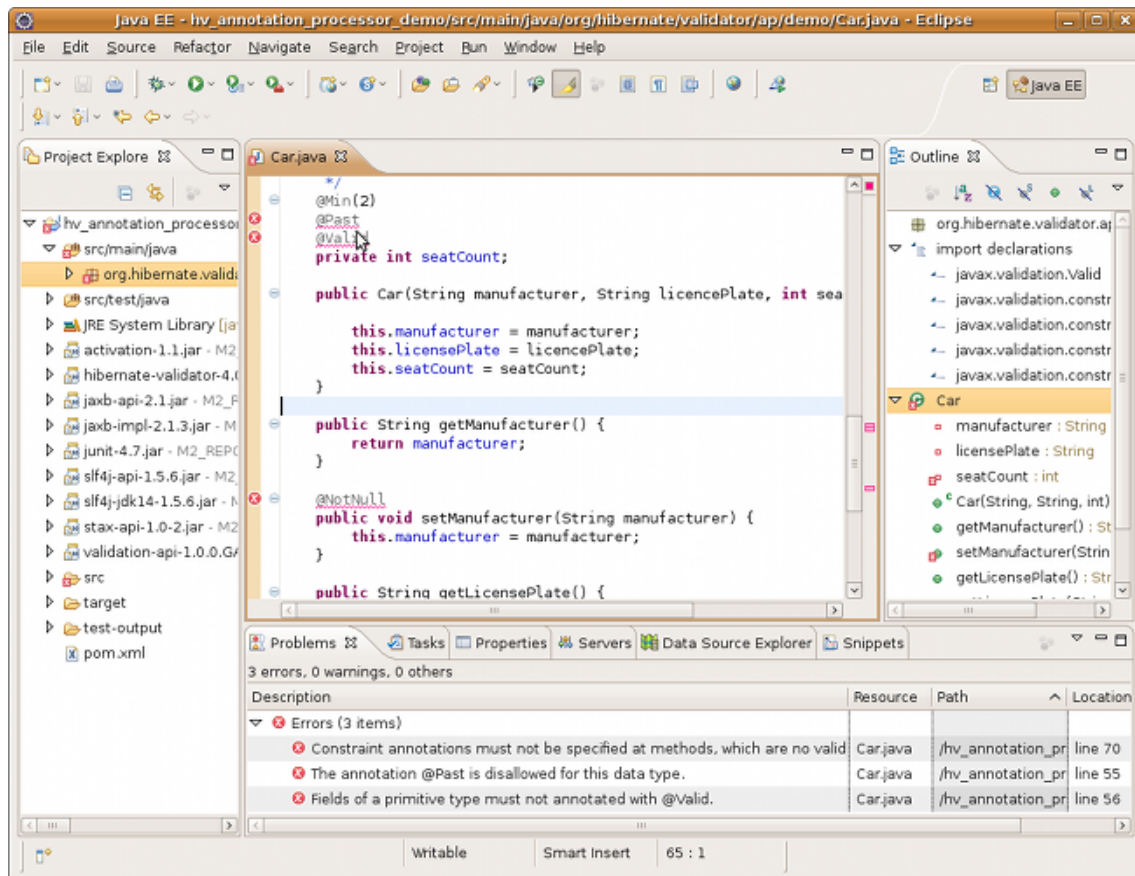 Java EE - hv_annotation_processor_demo/src/main/java/org/hibernate/validator/ap/demo/Car.java - Eclipse
File Edit Source Refactor Navigate Search Project Run Window Help
Java EE
Project Explore
hv_annotation_processo
src/main/java
org.hibernate.valida
src/test/java
JRE System Library [ja
activation-1.1.jar - M2_
hibernate-validator-4.
jaxb-api-2.1.jar - M2_
jaxb-impl-2.1.3.jar - M
junit-4.7.jar - M2_REPO
slf4j-api-1.5.6.jar - M2
slf4j-jdk14-1.5.6.jar -
stax-api-1.0-2.jar - M2
validation-api-1.0.0.GA
src
target
test-output
pom.xml
Car.java
*/
@Min(2)
@Past
@Vali
private int seatCount;
public Car(String manufacturer, String licencePlate, int sea
this.manufacturer = manufacturer;
this.licensePlate = licencePlate;
this.seatCount = seatCount;
}
public String getManufacturer() {
return manufacturer;
}
@NotNull
public void setManufacturer(String manufacturer) {
this.manufacturer = manufacturer;
}
public String getLicensePlate() {
Outline
org.hibernate.validator.a
import declarations
javax.validation.Valid
javax.validation.constr
javax.validation.constr
javax.validation.constr
javax.validation.constr
Car
manufacturer : String
licensePlate : String
seatCount : int
Car(String, String, int)
getManufacturer() : St
setManufacturer(Strin
getLicensePlate() : Str
Problems Tasks Properties Servers Data Source Explorer Snippets
3 errors, 0 warnings, 0 others
Description Resource Path Location
Errors (3 items)
Constraint annotations must not be specified at methods, which are no valid Car.java /hv_annotation_pr line 70
The annotation @Past is disallowed for this data type. Car.java /hv_annotation_pr line 55
Fields of a primitive type must not annotated with @Valid. Car.java /hv_annotation_pr line 56
Writable Smart Insert 65 : 1